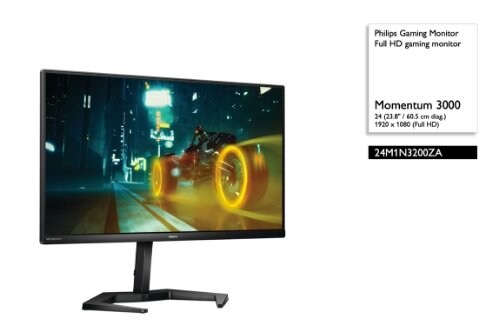 Philips Gaming Monitor
Full HD gaming monitor
Momentum 3000
24 (23.8" / 60.5 cm diag.)
1920 x 1080 (Full HD)
24M1N3200ZA
PHILIPS